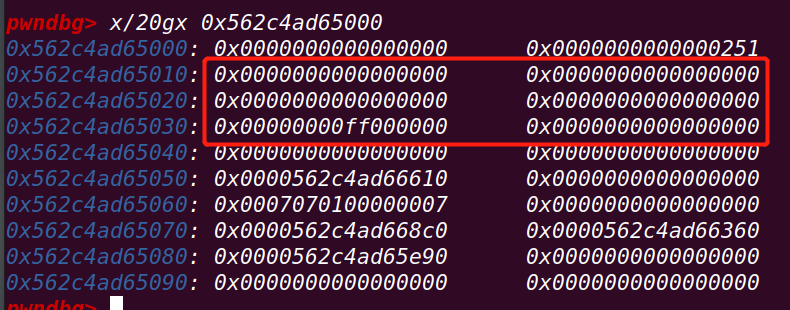 pwndbg> x/20gx 0x562c4ad65000
0x562c4ad65000: 0x0000000000000000 0x0000000000000251
0x562c4ad65010: 0x0000000000000000 0x0000000000000000
0x562c4ad65020: 0x0000000000000000 0x0000000000000000
0x562c4ad65030: 0x00000000ff000000 0x0000000000000000
0x562c4ad65040: 0x0000000000000000 0x0000000000000000
0x562c4ad65050: 0x0000562c4ad66610 0x0000000000000000
0x562c4ad65060: 0x0007070100000007 0x0000000000000000
0x562c4ad65070: 0x0000562c4ad668c0 0x0000562c4ad66360
0x562c4ad65080: 0x0000562c4ad65e90 0x0000000000000000
0x562c4ad65090: 0x0000000000000000 0x0000000000000000
pwndbg>